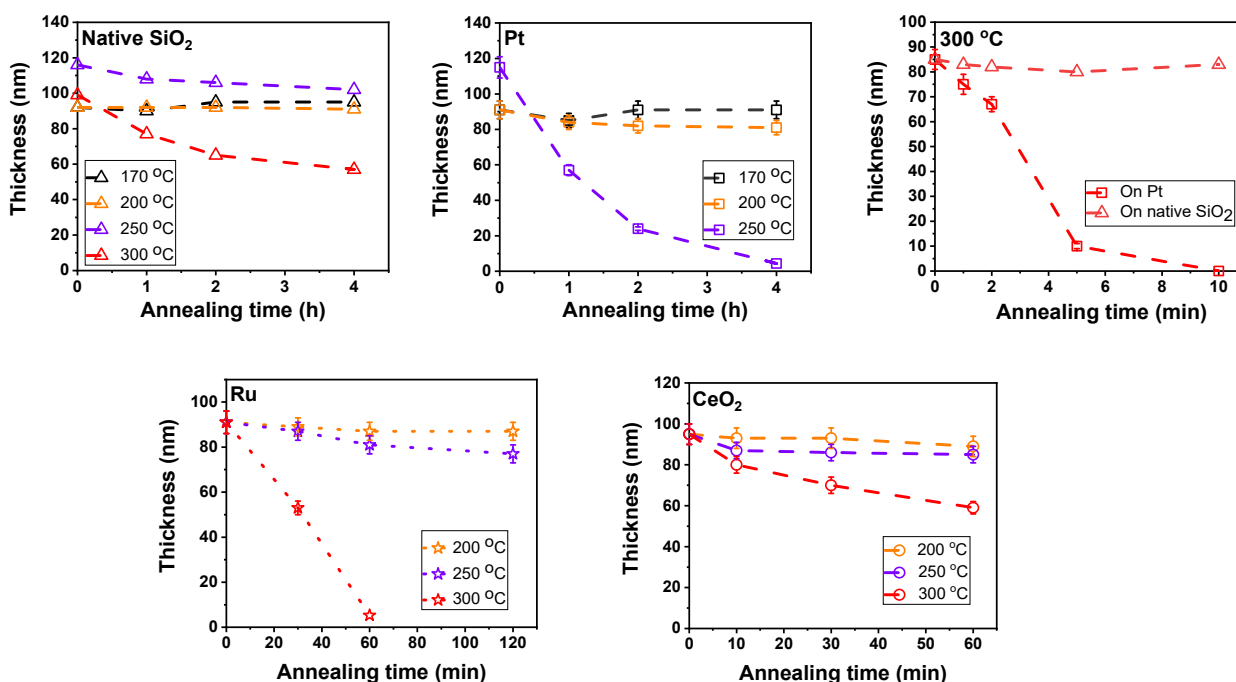 Native SiO₂
Thickness (nm)
140
120
100
80
60
40
20
0
170 °C
200 °C
250 °C
300 °C
0 1 2 3 4
Annealing time (h)
Pt
Thickness (nm)
140
120
100
80
60
40
20
0
170 °C
200 °C
250 °C
0 1 2 3 4
Annealing time (h)
300 °C
Thickness (nm)
100
90
80
70
60
50
40
30
20
10
0
On Pt
On native SiO₂
0 2 4 6 8 10
Annealing time (min)
Ru
Thickness (nm)
100
80
60
40
20
0
200 °C
250 °C
300 °C
0 20 40 60 80 100 120
Annealing time (min)
CeO₂
Thickness (nm)
120
100
80
60
40
20
0
200 °C
250 °C
300 °C
0 10 20 30 40 50 60
Annealing time (min)